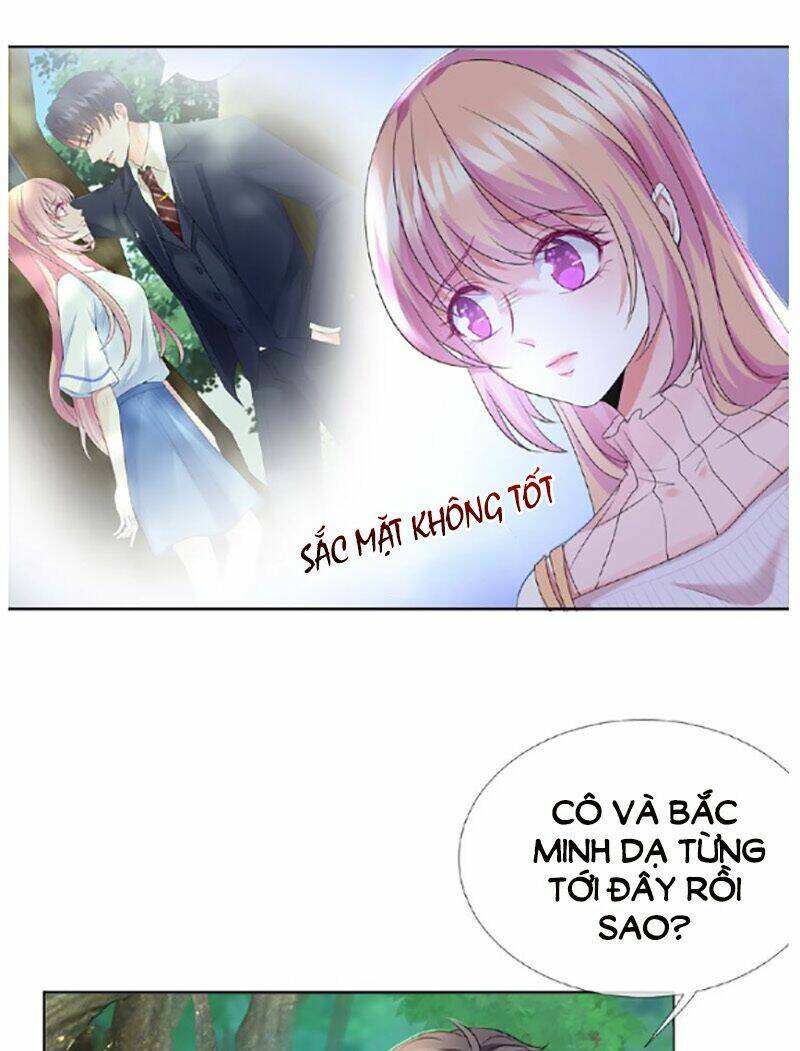 SẮC MẶT KHÔNG TỐT
CÔ VÀ BẮC
MINH DẠ TỪNG
TỚI ĐÂY RỒI
SAO?